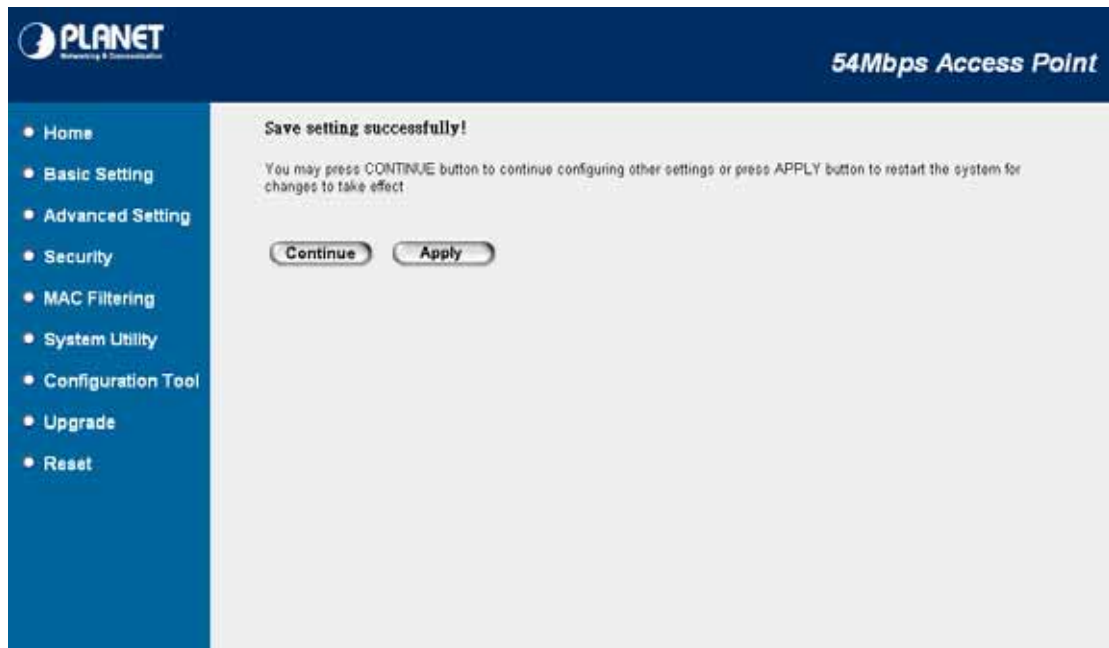 PLANET
Networking & Communication
54Mbps Access Point
Home
Basic Setting
Advanced Setting
Security
MAC Filtering
System Utility
Configuration Tool
Upgrade
Reset
Save setting successfully!
You may press CONTINUE button to continue configuring other settings or press APPLY button to restart the system for
changes to take effect
Continue
Apply